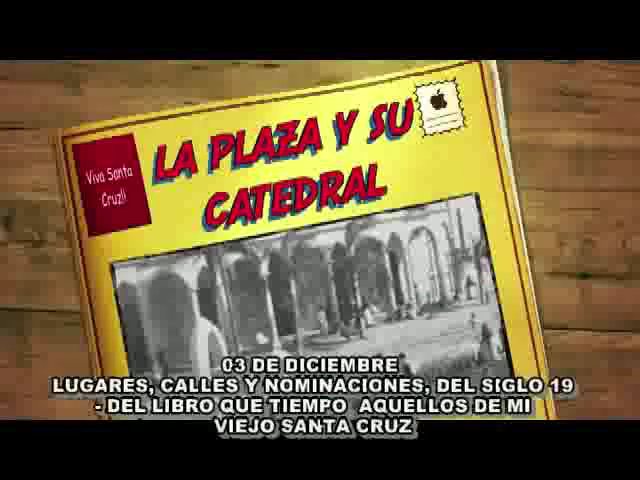 LA PLAZA Y SU
CATEDRAL
Viva Santa
Cruz!!
03 DE DICIEMBRE
LUGARES, CALLES Y NOMINACIONES, DEL SIGLO 19
- DEL LIBRO QUE TIEMPO AQUELLOS DE MI
VIEJO SANTA CRUZ